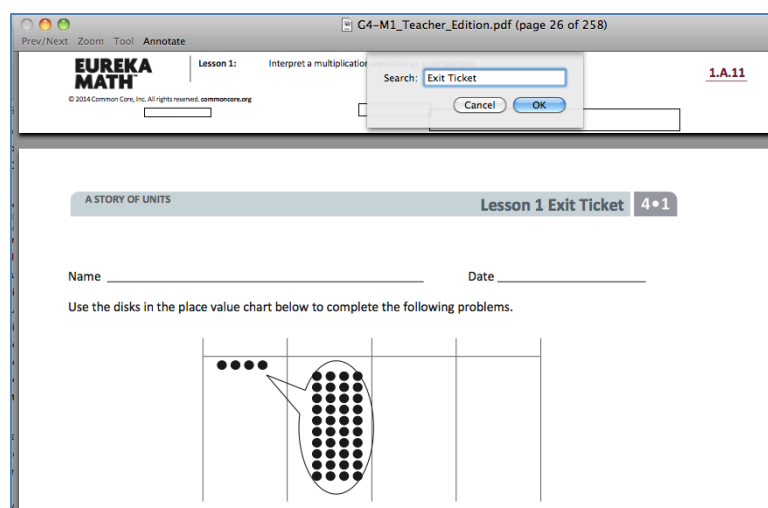 G4-M1_Teacher_Edition.pdf (page 26 of 258)
Prev/Next Zoom Tool Annotate
EUREKA
MATH™
Lesson 1:
Interpret a multiplication
Search: Exit Ticket
Cancel
OK
1.A.11
© 2014 Common Core, Inc. All rights reserved. commoncore.org
A STORY OF UNITS
Lesson 1 Exit Ticket
4•1
Name
Date
Use the disks in the place value chart below to complete the following problems.